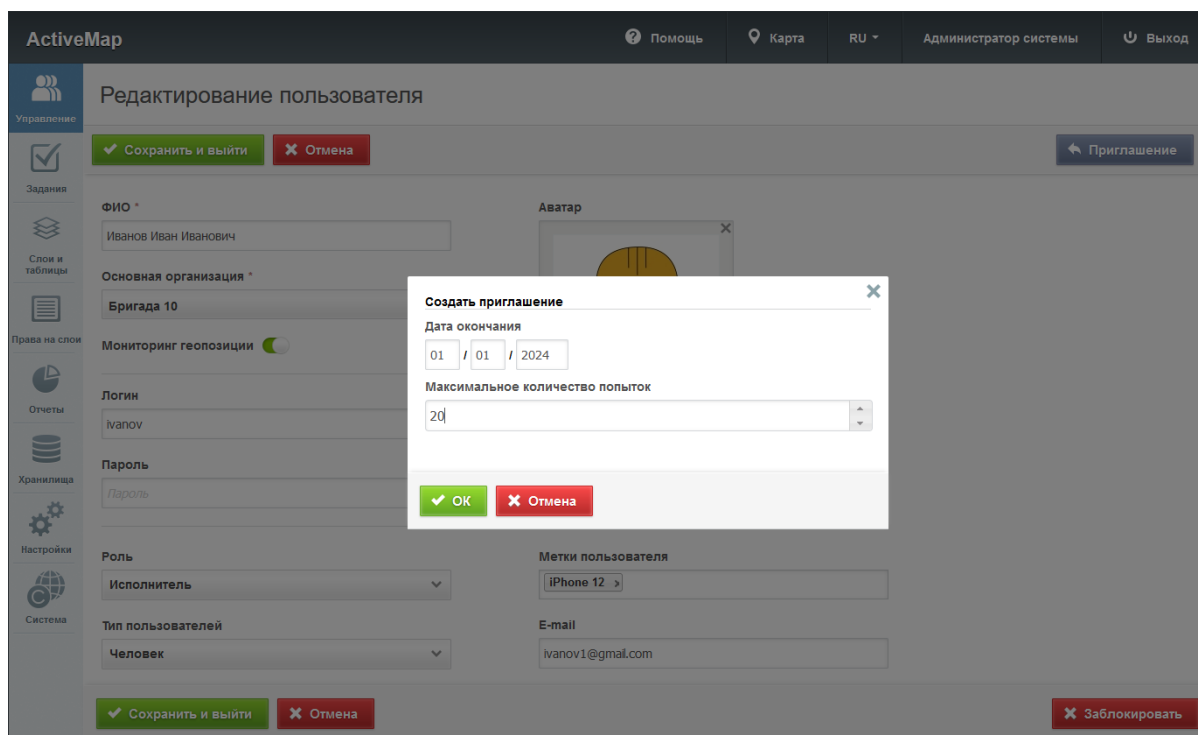 ActiveMap
Помощь
Карта
RU
Администратор системы
Выход
Управление
Задания
Слои и
таблицы
Права на слои
Отчеты
Хранилища
Настройки
Система
Редактирование пользователя
Сохранить и выйти
Отмена
Приглашение
ФИО *
Иванов Иван Иванович
Основная организация *
Бригада 10
Мониторинг геопозиции
Логин
ivanov
Пароль
Пароль
Роль
Исполнитель
Тип пользователей
Человек
Аватар
Создать приглашение
Дата окончания
01 / 01 / 2024
Максимальное количество попыток
20
ОК
Отмена
Метки пользователя
iPhone 12
E-mail
ivanov1@gmail.com
Сохранить и выйти
Отмена
Заблокировать